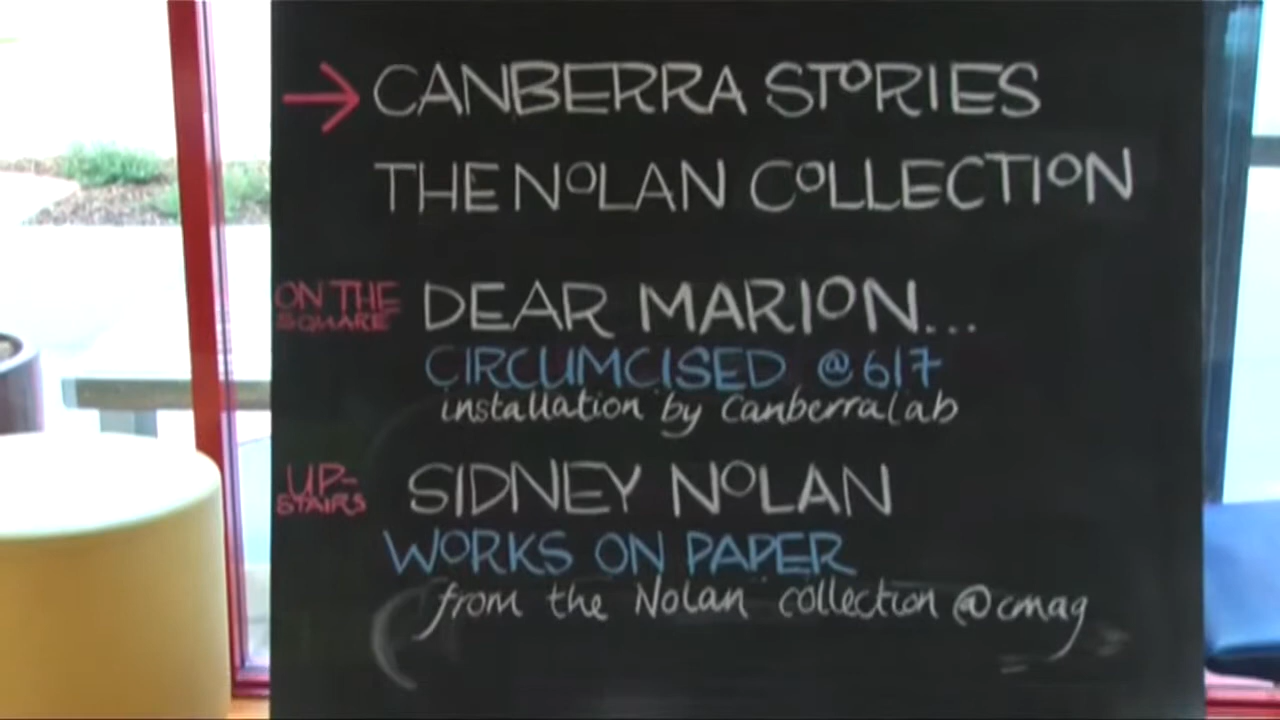 → CANBERRA STORIES
THE NOLAN COLLECTION
ON THE SQUARE
DEAR MARION...
CIRCUMCISED @617
installation by Canberralab
UP-STAIRS
SIDNEY NOLAN
WORKS ON PAPER
from the Nolan collection @cmag